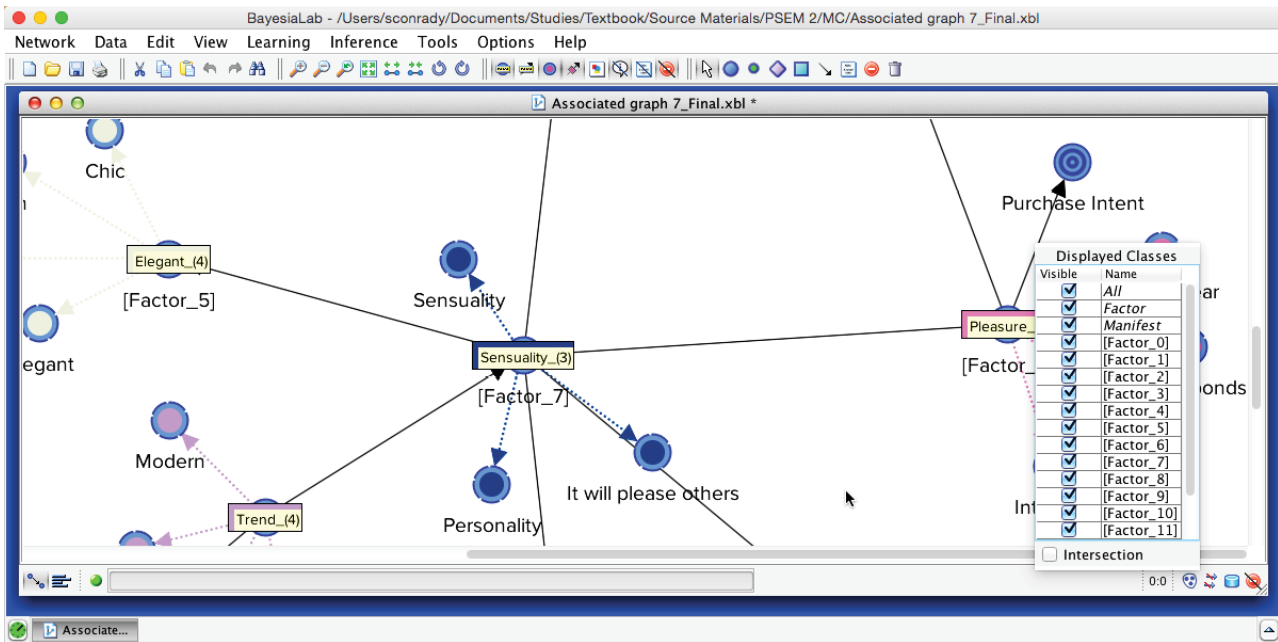 BayesiaLab - /Users/sconrady/Documents/Studies/Textbook/Source Materials/PSEM 2/MC/Associated graph 7_Final.xbl
Network Data Edit View Learning Inference Tools Options Help
Associated graph 7_Final.xbl *
Chic
Elegant_(4)
[Factor_5]
egant
Sensuality
Sensuality_(3)
[Factor_7]
Modern
Trend_(4)
Personality
It will please others
Purchase Intent
Pleasure_
[Factor_
ar
onds
Int
Displayed Classes
Visible Name
All
Factor
Manifest
[Factor_0]
[Factor_1]
[Factor_2]
[Factor_3]
[Factor_4]
[Factor_5]
[Factor_6]
[Factor_7]
[Factor_8]
[Factor_9]
[Factor_10]
[Factor_11]
Intersection
0:0
Associate...